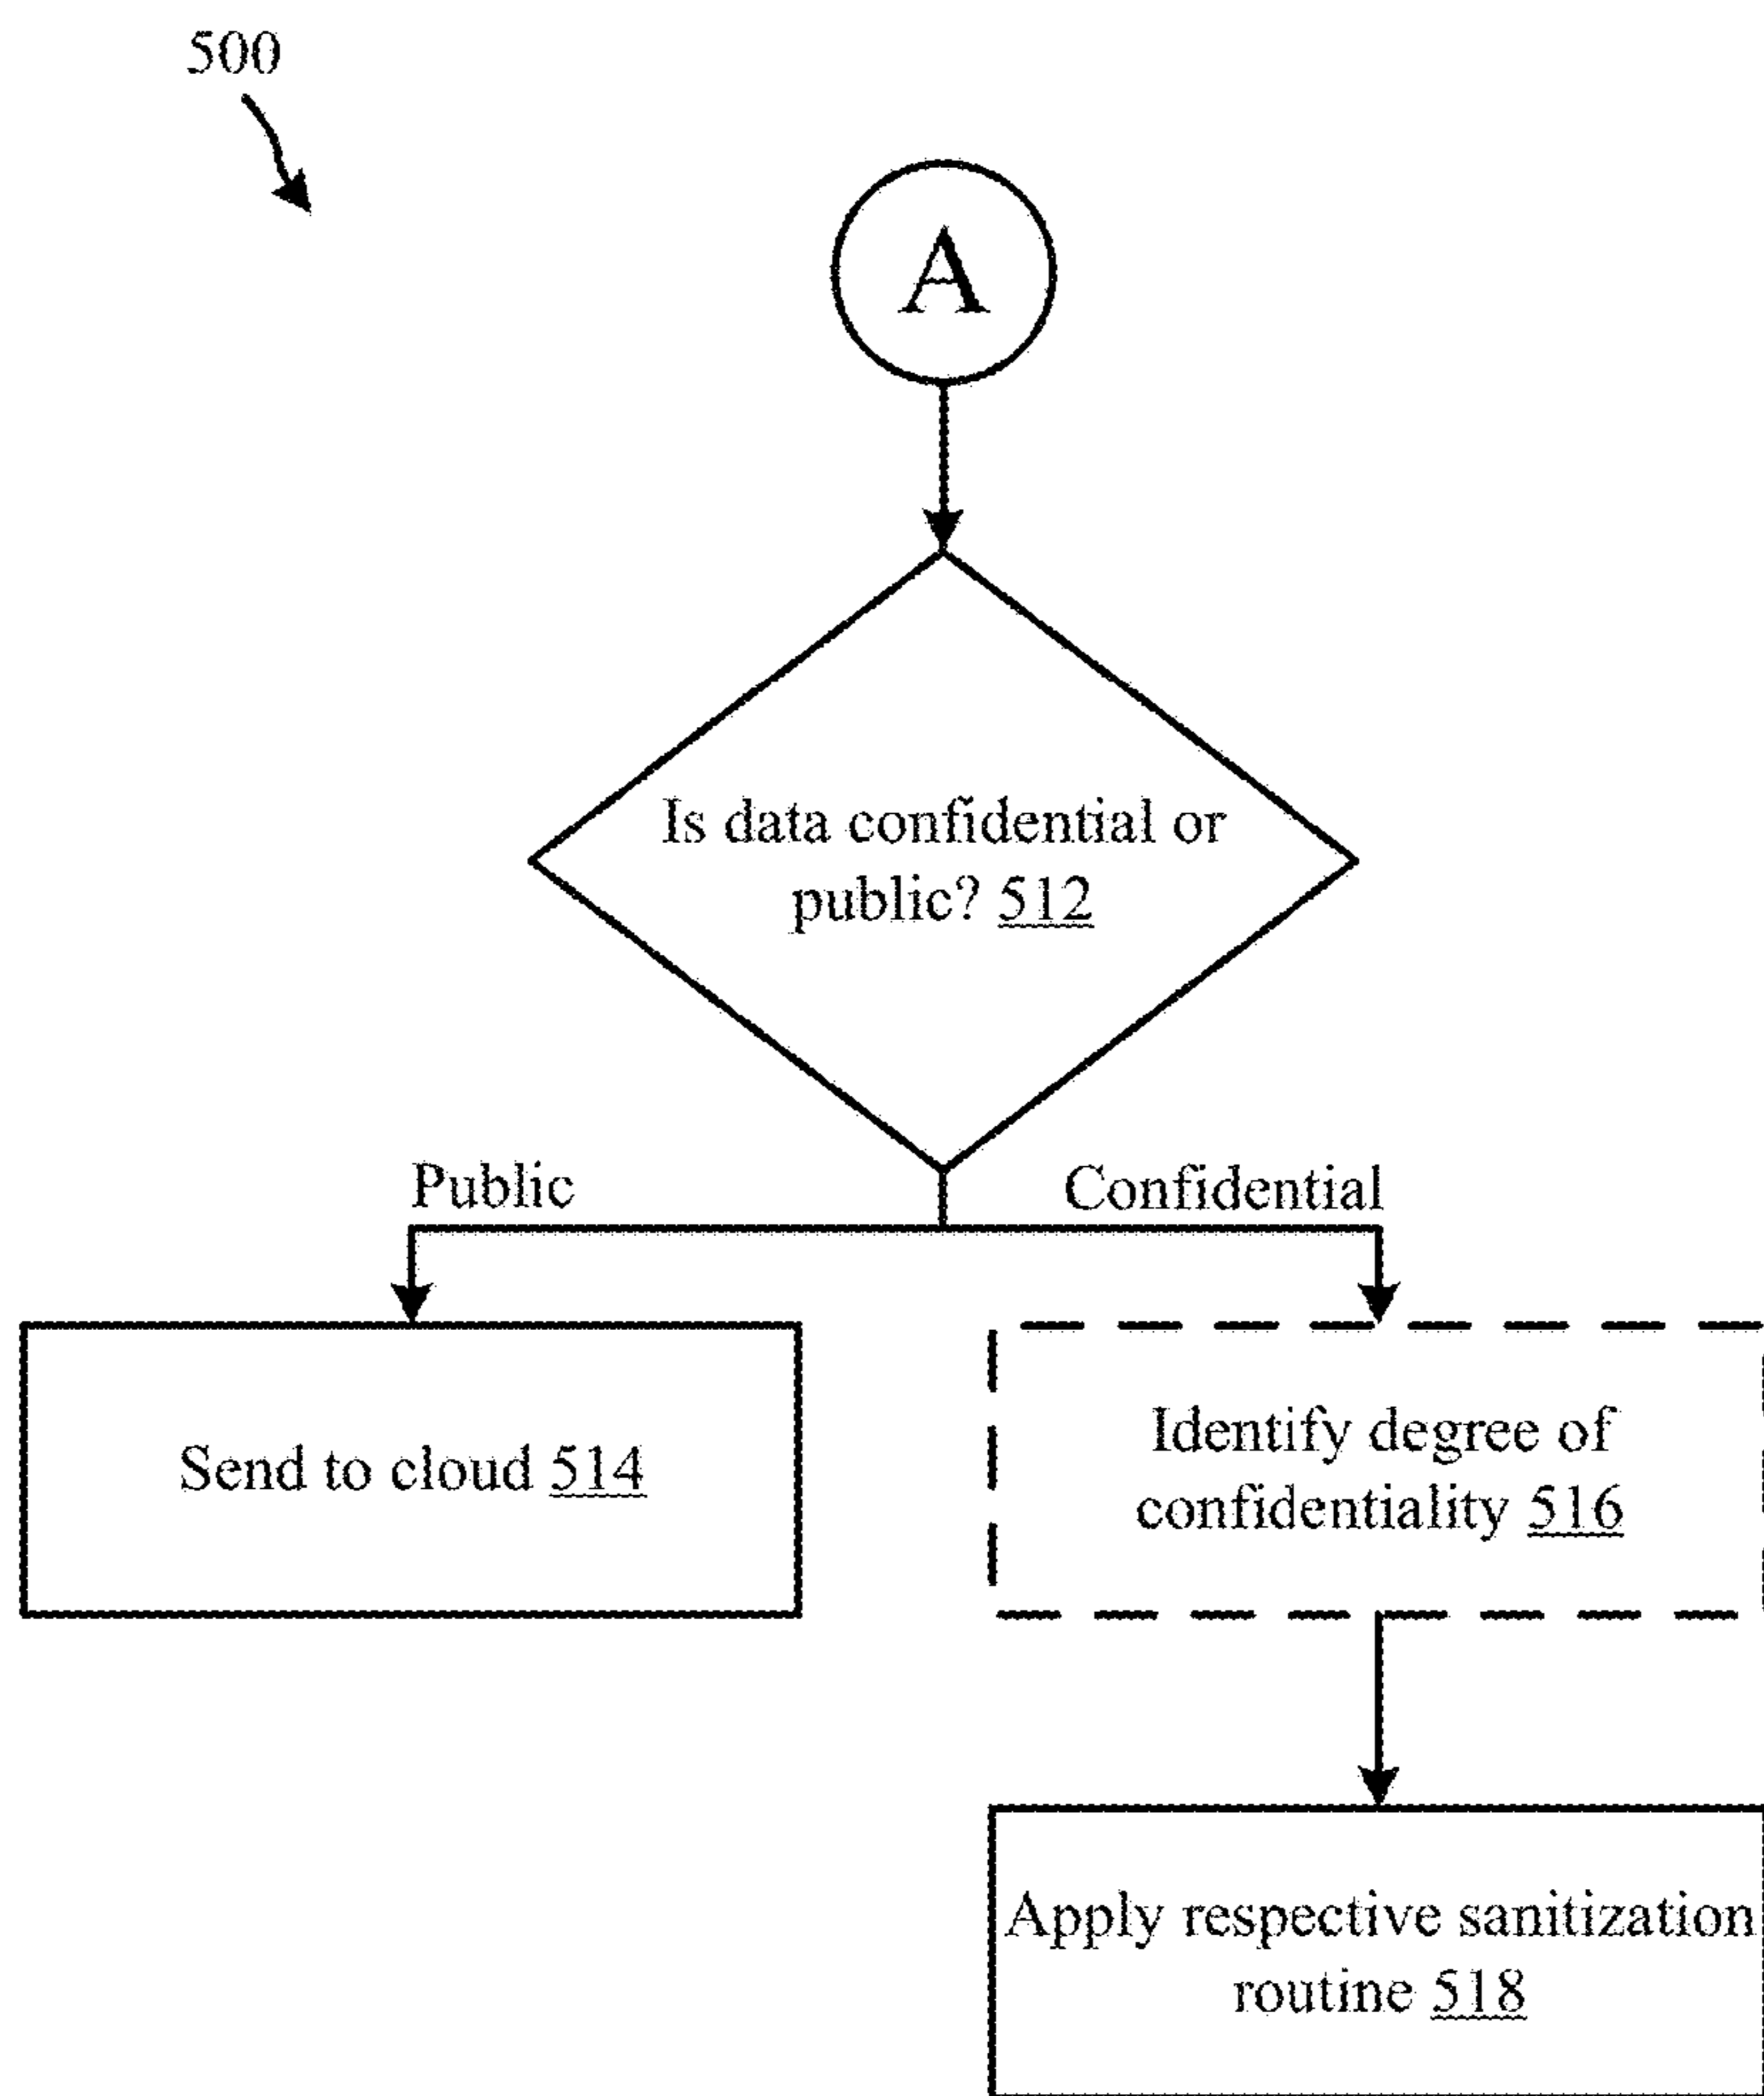 500
A
Is data confidential or
public? 512
Public
Confidential
Send to cloud 514
Identify degree of
confidentiality 516
Apply respective sanitization
routine 518